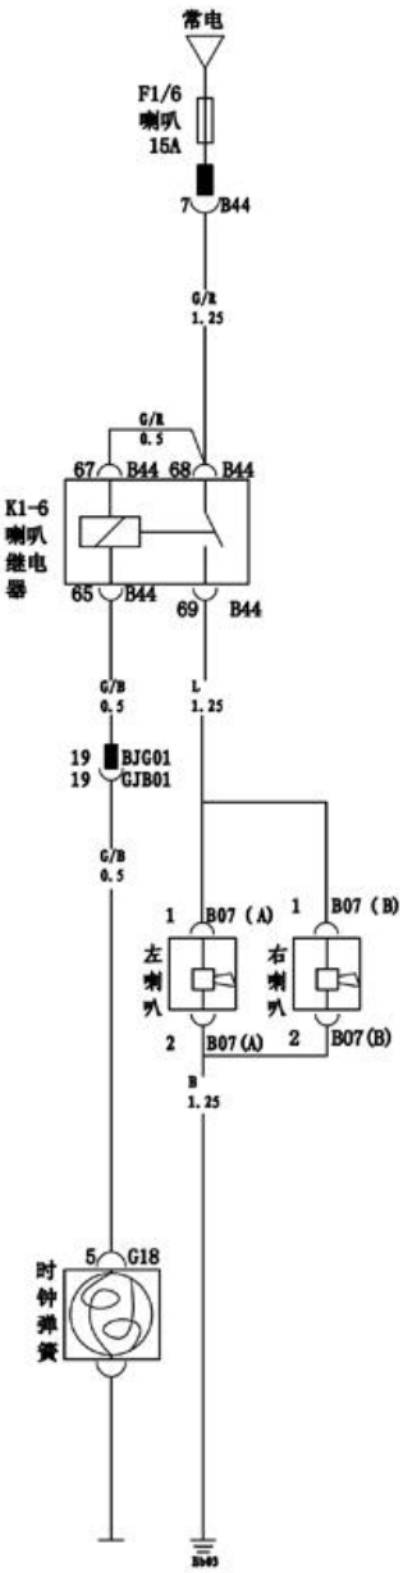 常电
F1/6
喇叭
15A
7 B44
G/R
1.25
G/R
0.5
67 B44 68 B44
K1-6
喇叭
继电
器
65 B44
69 B44
G/B
0.5
L
1.25
19 BJG01
19 GJB01
G/B
0.5
1 B07 (A) 1 B07 (B)
左喇叭
右喇叭
2 B07(A) 2 B07(B)
B
1.25
5 G18
时钟弹簧
Eb03